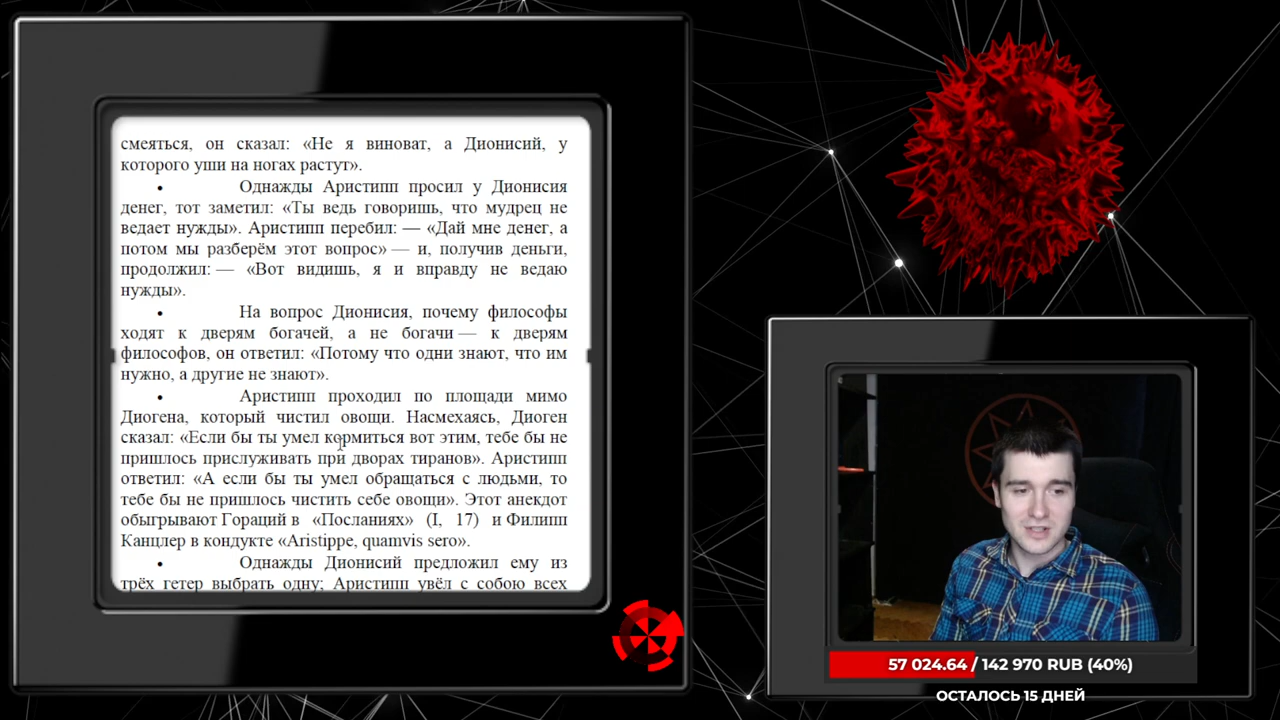 смеяться, он сказал: «Не я виноват, а Дионисий, у
которого уши на ногах растут».
• Однажды Аристипп просил у Дионисия
денег, тот заметил: «Ты ведь говоришь, что мудрец не
ведает нужды». Аристипп перебил: — «Дай мне денег, а
потом мы разберём этот вопрос» — и, получив деньги,
продолжил: — «Вот видишь, я и вправду не ведаю
нужды».
• На вопрос Дионисия, почему философы
ходят к дверям богачей, а не богачи — к дверям
философов, он ответил: «Потому что одни знают, что им
нужно, а другие не знают».
• Аристипп проходил по площади мимо
Диогена, который чистил овощи. Насмехаясь, Диоген
сказал: «Если бы ты умел кормиться вот этим, тебе бы не
пришлось прислуживать при дворах тиранов». Аристипп
ответил: «А если бы ты умел обращаться с людьми, то
тебе бы не пришлось чистить себе овощи». Этот анекдот
обыгрывают Гораций в «Посланиях» (I, 17) и Филипп
Канцлер в кондукте «Aristippe, quamvis sero».
• Однажды Дионисий предложил ему из
трёх гетер выбрать одну; Аристипп увёл с собою всех
57 024.64 / 142 970 RUB (40%)
ОСТАЛОСЬ 15 ДНЕЙ